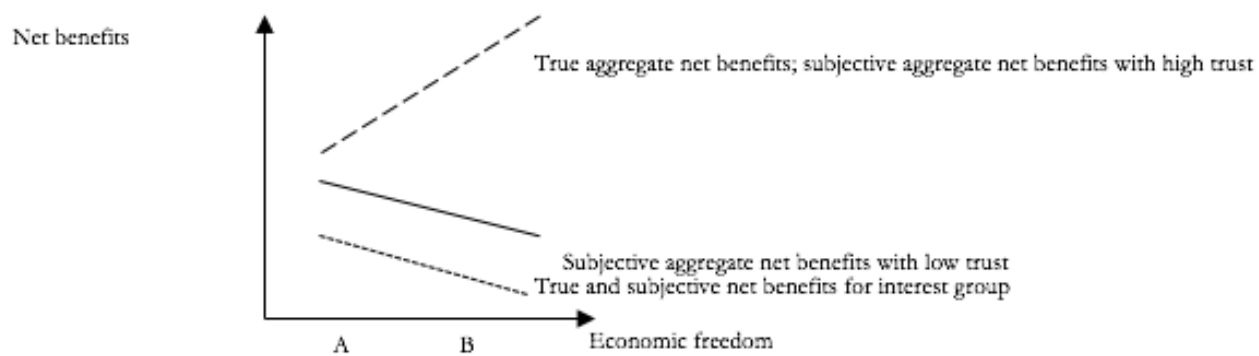 Net benefits
True aggregate net benefits; subjective aggregate net benefits with high trust
Subjective aggregate net benefits with low trust
True and subjective net benefits for interest group
Economic freedom
A
B